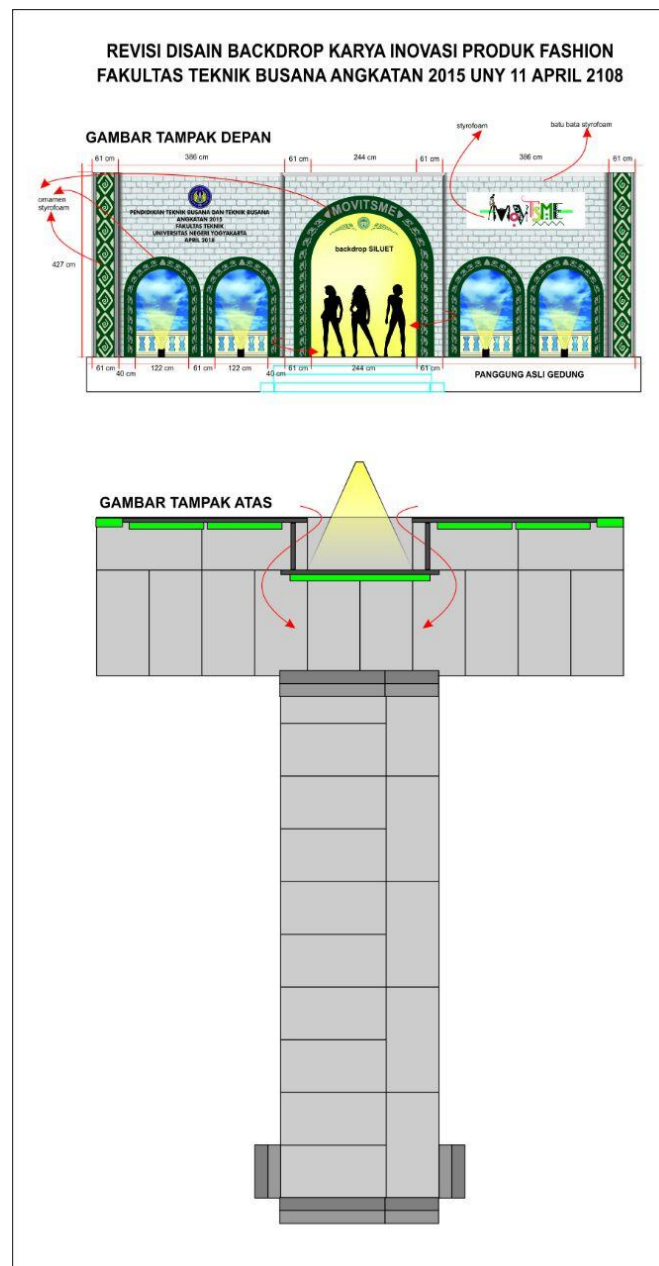 REVISI DISAIN BACKDROP KARYA INOVASI PRODUK FASHION
FAKULTAS TEKNIK BUSANA ANGKATAN 2015 UNY 11 APRIL 2108
GAMBAR TAMPAK DEPAN
styrofoam
batu bata styrofoam
61 cm
386 cm
61 cm
244 cm
61 cm
386 cm
61 cm
ornamen
styrofoam
427 cm
PENDIDIKAN TEKNIK BUSANA DAN TEKNIK BUSANA
ANGKATAN 2015
FAKULTAS TEKNIK
UNIVERSITAS NEGERI YOGYAKARTA
APRIL 2018
MOVITSME
backdrop SILUET
MOVITSME
61 cm
40 cm
122 cm
61 cm
122 cm
40 cm
61 cm
244 cm
61 cm
PANGGUNG ASLI GEDUNG
GAMBAR TAMPAK ATAS